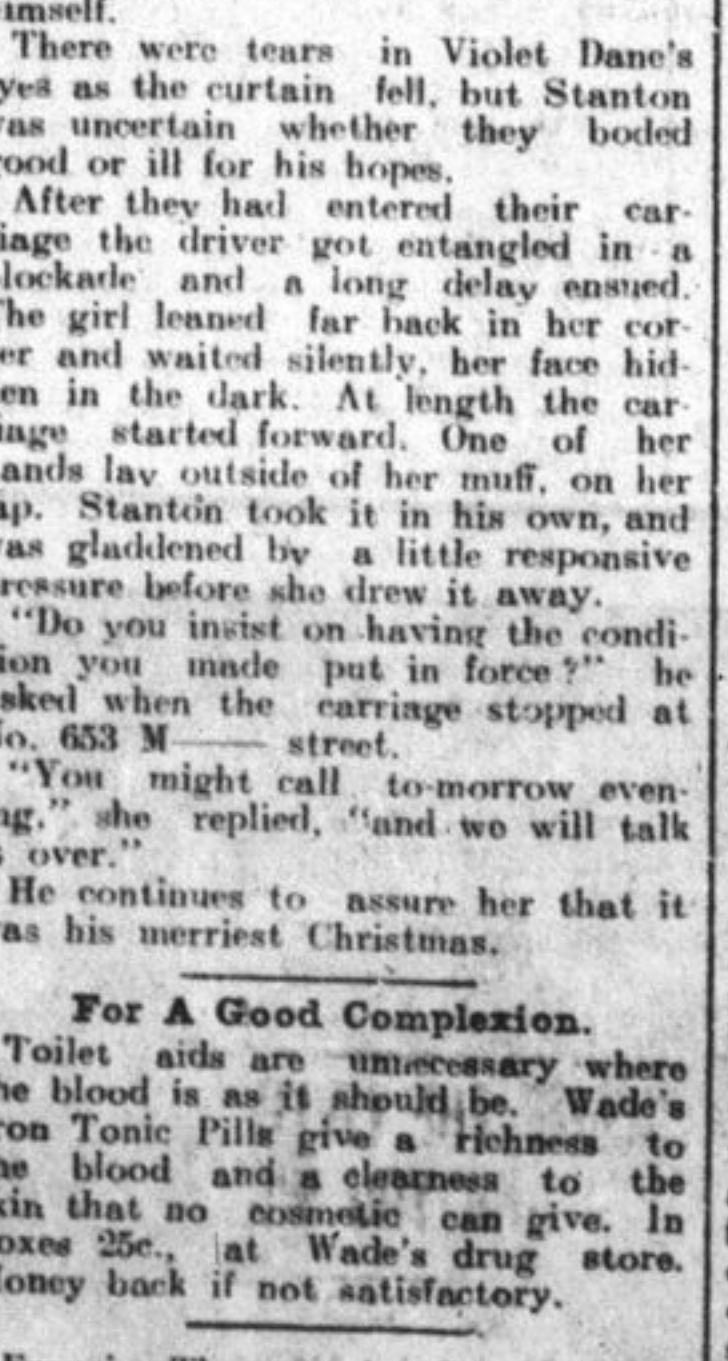 imself.
There were tears in Violet Dane's
yes as the curtain fell, but Stanton
as uncertain whether they boded
ood or ill for his hopes.
After they had entered their car-
iage the driver got entangled in a
lockade and a long delay ensued.
he girl leaned far back in her cor-
er and waited silently, her face hid-
en in the dark. At length the car-
iage started forward. One of her
ands lay outside of her muff, on her
ap. Stanton took it in his own, and
as gladdened by a little responsive
ressure before she drew it away.
"Do you insist on having the condi-
ion you made put in force?" he
sked when the carriage stopped at
o. 653 M—— street.
"You might call to-morrow even-
ng," she replied, "and we will talk
s over."
He continues to assure her that it
as his merriest Christmas.
For A Good Complexion.
Toilet aids are unnecessary where
he blood is as it should be. Wade's
ron Tonic Pills give a richness to
he blood and a clearness to the
kin that no cosmetic can give. In
oxes 25c., at Wade's drug store.
oney back if not satisfactory.